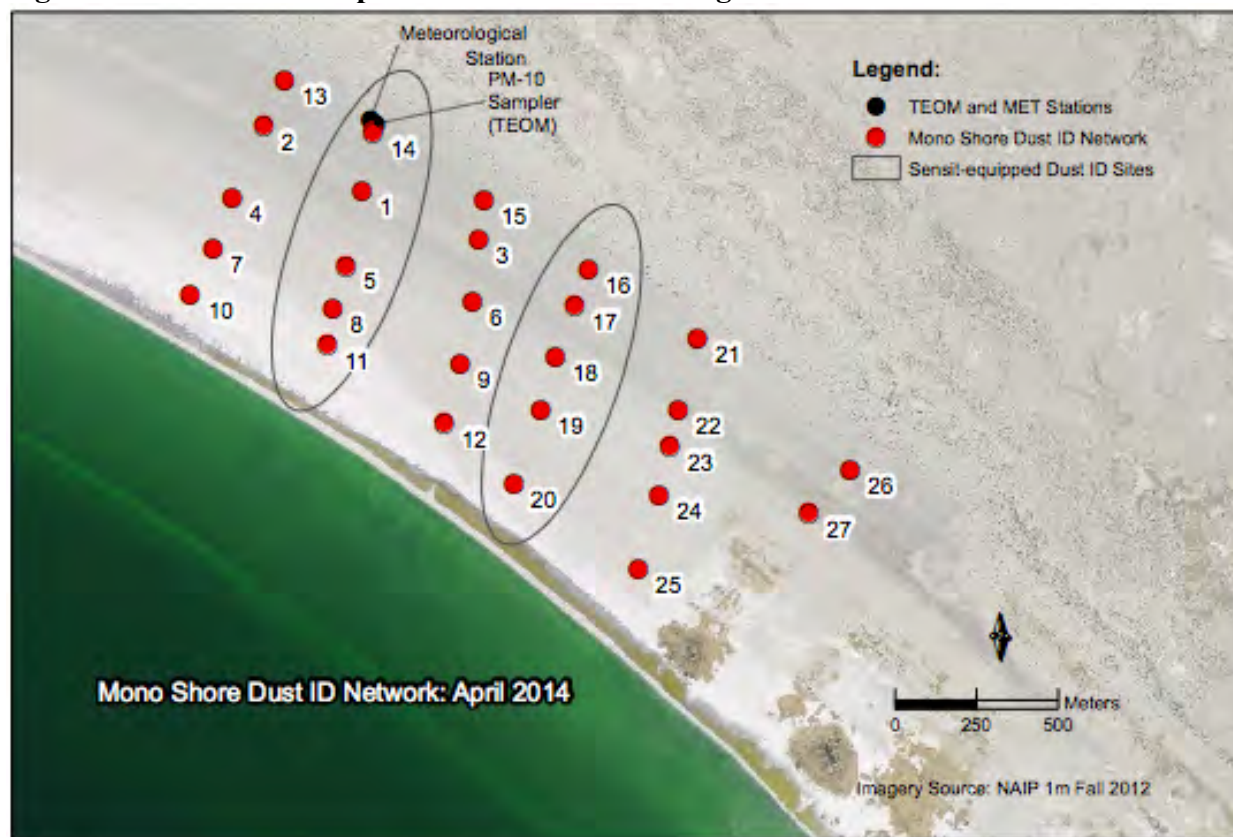 Meteorological
Station
PM-10
Sampler
(TEOM)
Legend:
TEOM and MET Stations
Mono Shore Dust ID Network
Sensit-equipped Dust ID Sites
13
2
14
4
1
15
7
3
5
10
16
8
6
17
11
21
9
18
12
19
22
23
20
26
24
27
25
Mono Shore Dust ID Network: April 2014
Meters
0 250 500
Imagery Source: NAIP 1m Fall 2012